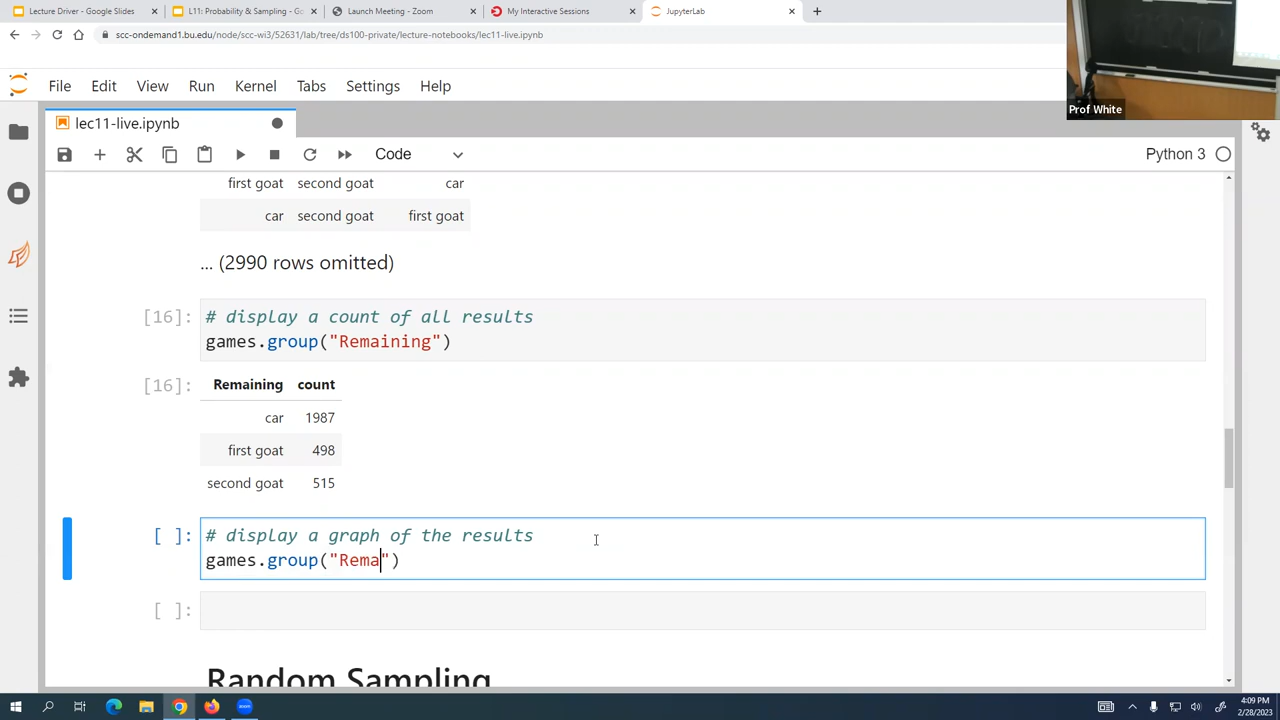 Lecture Driver - Google Slides
L11: Probability & Sampling - Go
Launch Meeting - Zoom
My Interactive Sessions
JupyterLab
scc-ondemand1.bu.edu/node/scc-wi3/52631/lab/tree/ds100-private/lecture-notebooks/lec11-live.ipynb
File Edit View Run Kernel Tabs Settings Help
Prof White
lec11-live.ipynb
Code
Python 3
first goat second goat car
car second goat first goat
... (2990 rows omitted)
[16]: # display a count of all results
games.group("Remaining")
[16]: Remaining count
car 1987
first goat 498
second goat 515
[ ]: # display a graph of the results
games.group("Rema")
[ ]:
Random Sampling
4:09 PM
2/28/2023